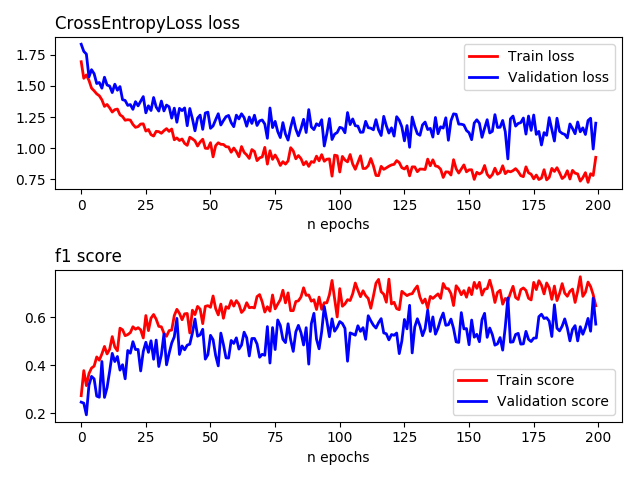 CrossEntropyLoss loss
1.75
1.50
1.25
1.00
0.75
Train loss
Validation loss
0 25 50 75 100 125 150 175 200
n epochs
f1 score
0.6
0.4
0.2
Train score
Validation score
0 25 50 75 100 125 150 175 200
n epochs